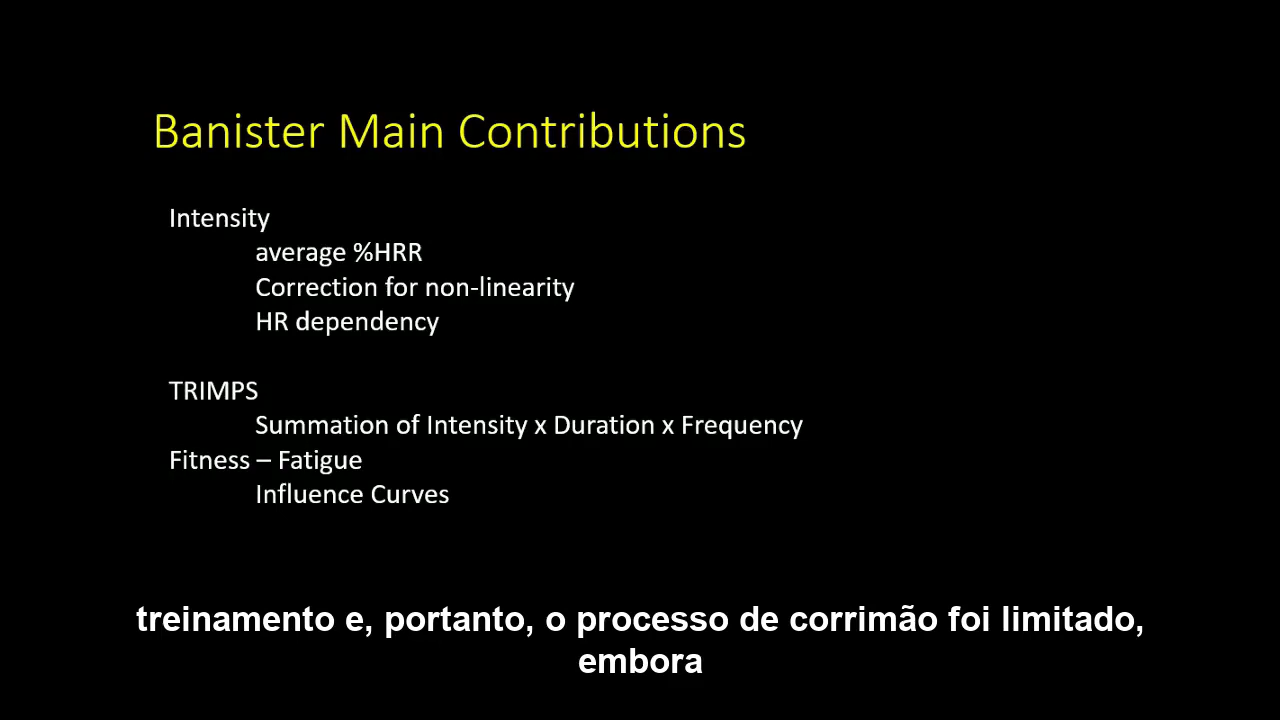 Banister Main Contributions
Intensity
average %HRR
Correction for non-linearity
HR dependency
TRIMPS
Summation of Intensity x Duration x Frequency
Fitness – Fatigue
Influence Curves
treinamento e, portanto, o processo de corrimão foi limitado,
embora